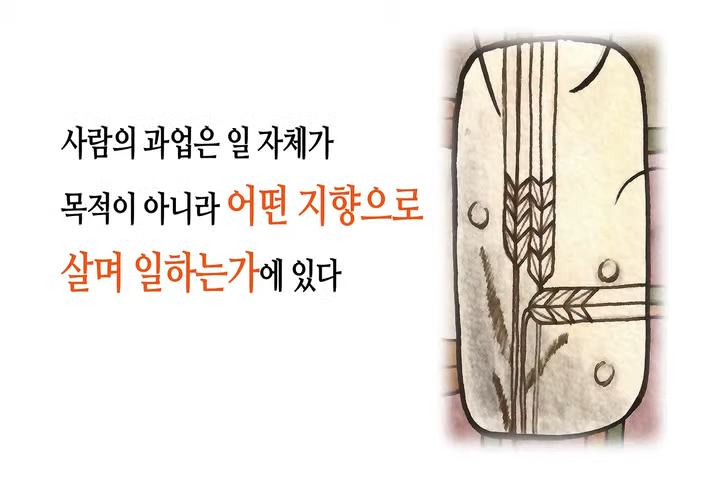 사람의 과업은 일 자체가
목적이 아니라 어떤 지향으로
살며 일하는가에 있다